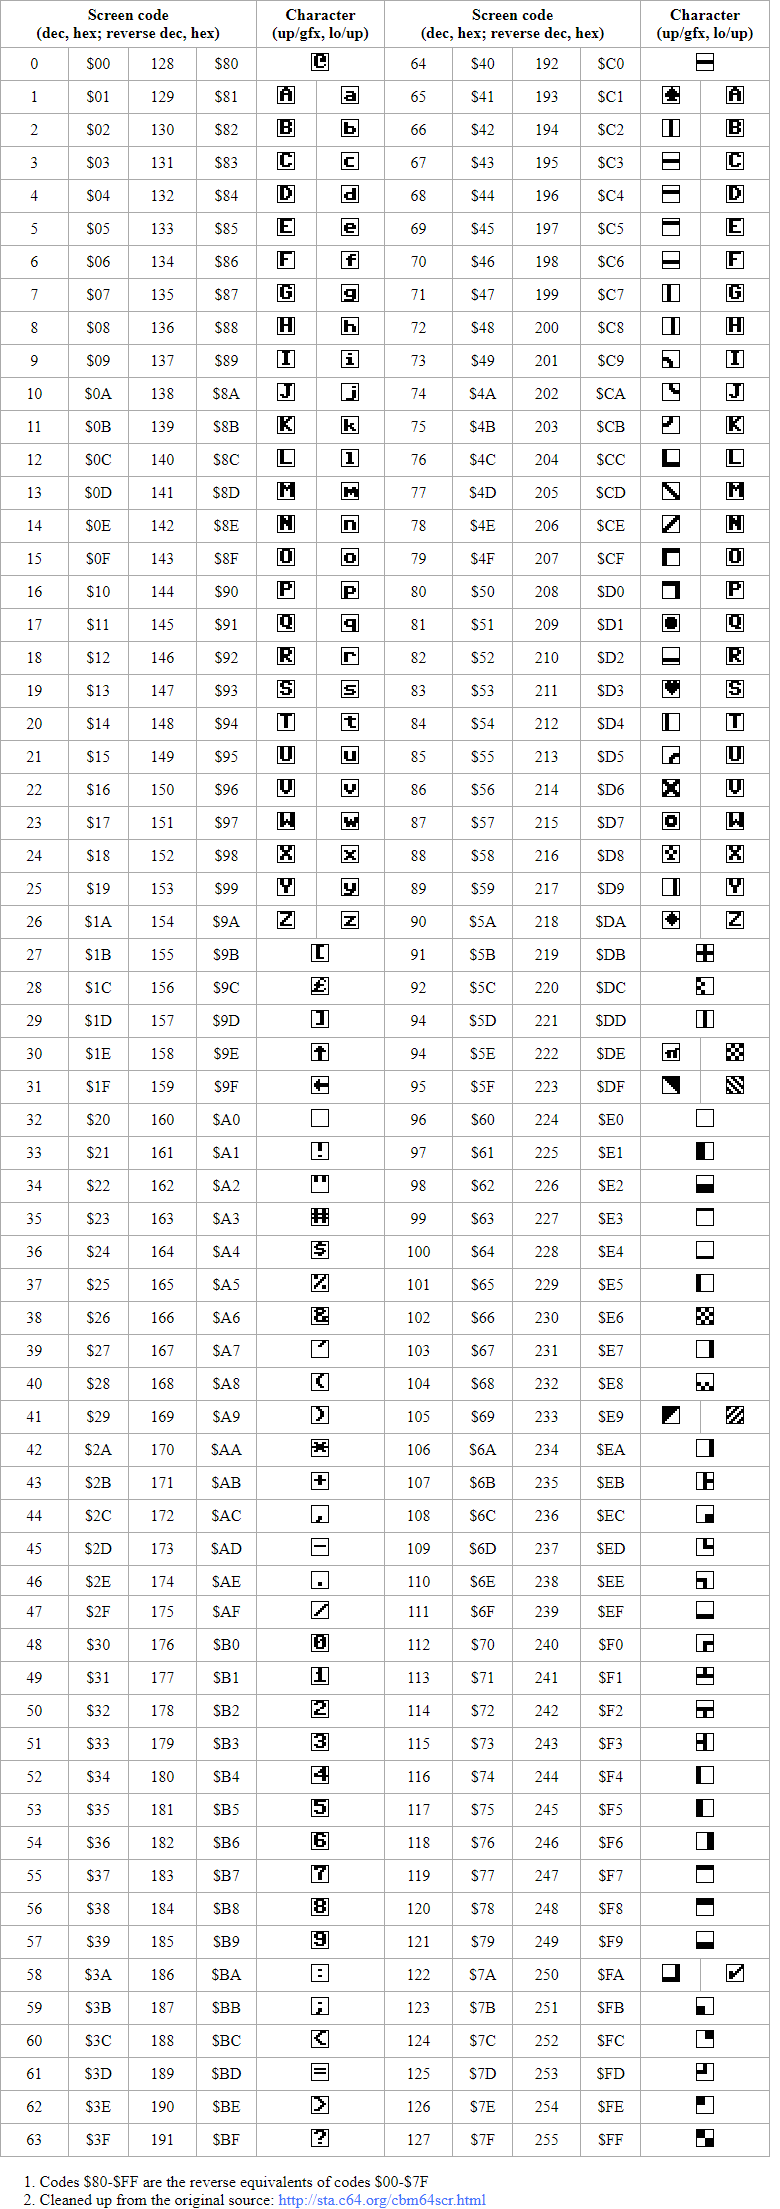 Screen code Character Screen code Character
(dec, hex; reverse dec, hex) (up/gfx, lo/up) (dec, hex; reverse dec, hex) (up/gfx, lo/up)
0 $00 128 $80 @ 64 $40 192 $C0
1 $01 129 $81 A a 65 $41 193 $C1 A
2 $02 130 $82 B b 66 $42 194 $C2 B
3 $03 131 $83 C c 67 $43 195 $C3 C
4 $04 132 $84 D d 68 $44 196 $C4 D
5 $05 133 $85 E e 69 $45 197 $C5 E
6 $06 134 $86 F f 70 $46 198 $C6 F
7 $07 135 $87 G g 71 $47 199 $C7 G
8 $08 136 $88 H h 72 $48 200 $C8 H
9 $09 137 $89 I i 73 $49 201 $C9 I
10 $0A 138 $8A J j 74 $4A 202 $CA J
11 $0B 139 $8B K k 75 $4B 203 $CB K
12 $0C 140 $8C L l 76 $4C 204 $CC L
13 $0D 141 $8D M m 77 $4D 205 $CD M
14 $0E 142 $8E N n 78 $4E 206 $CE N
15 $0F 143 $8F O o 79 $4F 207 $CF O
16 $10 144 $90 P p 80 $50 208 $D0 P
17 $11 145 $91 Q q 81 $51 209 $D1 Q
18 $12 146 $92 R r 82 $52 210 $D2 R
19 $13 147 $93 S s 83 $53 211 $D3 S
20 $14 148 $94 T t 84 $54 212 $D4 T
21 $15 149 $95 U u 85 $55 213 $D5 U
22 $16 150 $96 V v 86 $56 214 $D6 V
23 $17 151 $97 W w 87 $57 215 $D7 W
24 $18 152 $98 X x 88 $58 216 $D8 X
25 $19 153 $99 Y y 89 $59 217 $D9 Y
26 $1A 154 $9A Z z 90 $5A 218 $DA Z
27 $1B 155 $9B [ 91 $5B 219 $DB
28 $1C 156 $9C £ 92 $5C 220 $DC
29 $1D 157 $9D ] 94 $5D 221 $DD
30 $1E 158 $9E ↑ 94 $5E 222 $DE π
31 $1F 159 $9F ← 95 $5F 223 $DF
32 $20 160 $A0 96 $60 224 $E0
33 $21 161 $A1 ! 97 $61 225 $E1
34 $22 162 $A2 " 98 $62 226 $E2
35 $23 163 $A3 # 99 $63 227 $E3
36 $24 164 $A4 $ 100 $64 228 $E4
37 $25 165 $A5 % 101 $65 229 $E5
38 $26 166 $A6 & 102 $66 230 $E6
39 $27 167 $A7 ' 103 $67 231 $E7
40 $28 168 $A8 ( 104 $68 232 $E8
41 $29 169 $A9 ) 105 $69 233 $E9
42 $2A 170 $AA * 106 $6A 234 $EA
43 $2B 171 $AB + 107 $6B 235 $EB
44 $2C 172 $AC , 108 $6C 236 $EC
45 $2D 173 $AD - 109 $6D 237 $ED
46 $2E 174 $AE . 110 $6E 238 $EE
47 $2F 175 $AF / 111 $6F 239 $EF
48 $30 176 $B0 0 112 $70 240 $F0
49 $31 177 $B1 1 113 $71 241 $F1
50 $32 178 $B2 2 114 $72 242 $F2
51 $33 179 $B3 3 115 $73 243 $F3
52 $34 180 $B4 4 116 $74 244 $F4
53 $35 181 $B5 5 117 $75 245 $F5
54 $36 182 $B6 6 118 $76 246 $F6
55 $37 183 $B7 7 119 $77 247 $F7
56 $38 184 $B8 8 120 $78 248 $F8
57 $39 185 $B9 9 121 $79 249 $F9
58 $3A 186 $BA : 122 $7A 250 $FA ✓
59 $3B 187 $BB ; 123 $7B 251 $FB
60 $3C 188 $BC < 124 $7C 252 $FC
61 $3D 189 $BD = 125 $7D 253 $FD
62 $3E 190 $BE > 126 $7E 254 $FE
63 $3F 191 $BF ? 127 $7F 255 $FF
1. Codes $80-$FF are the reverse equivalents of codes $00-$7F
2. Cleaned up from the original source: http://sta.c64.org/cbm64scr.html